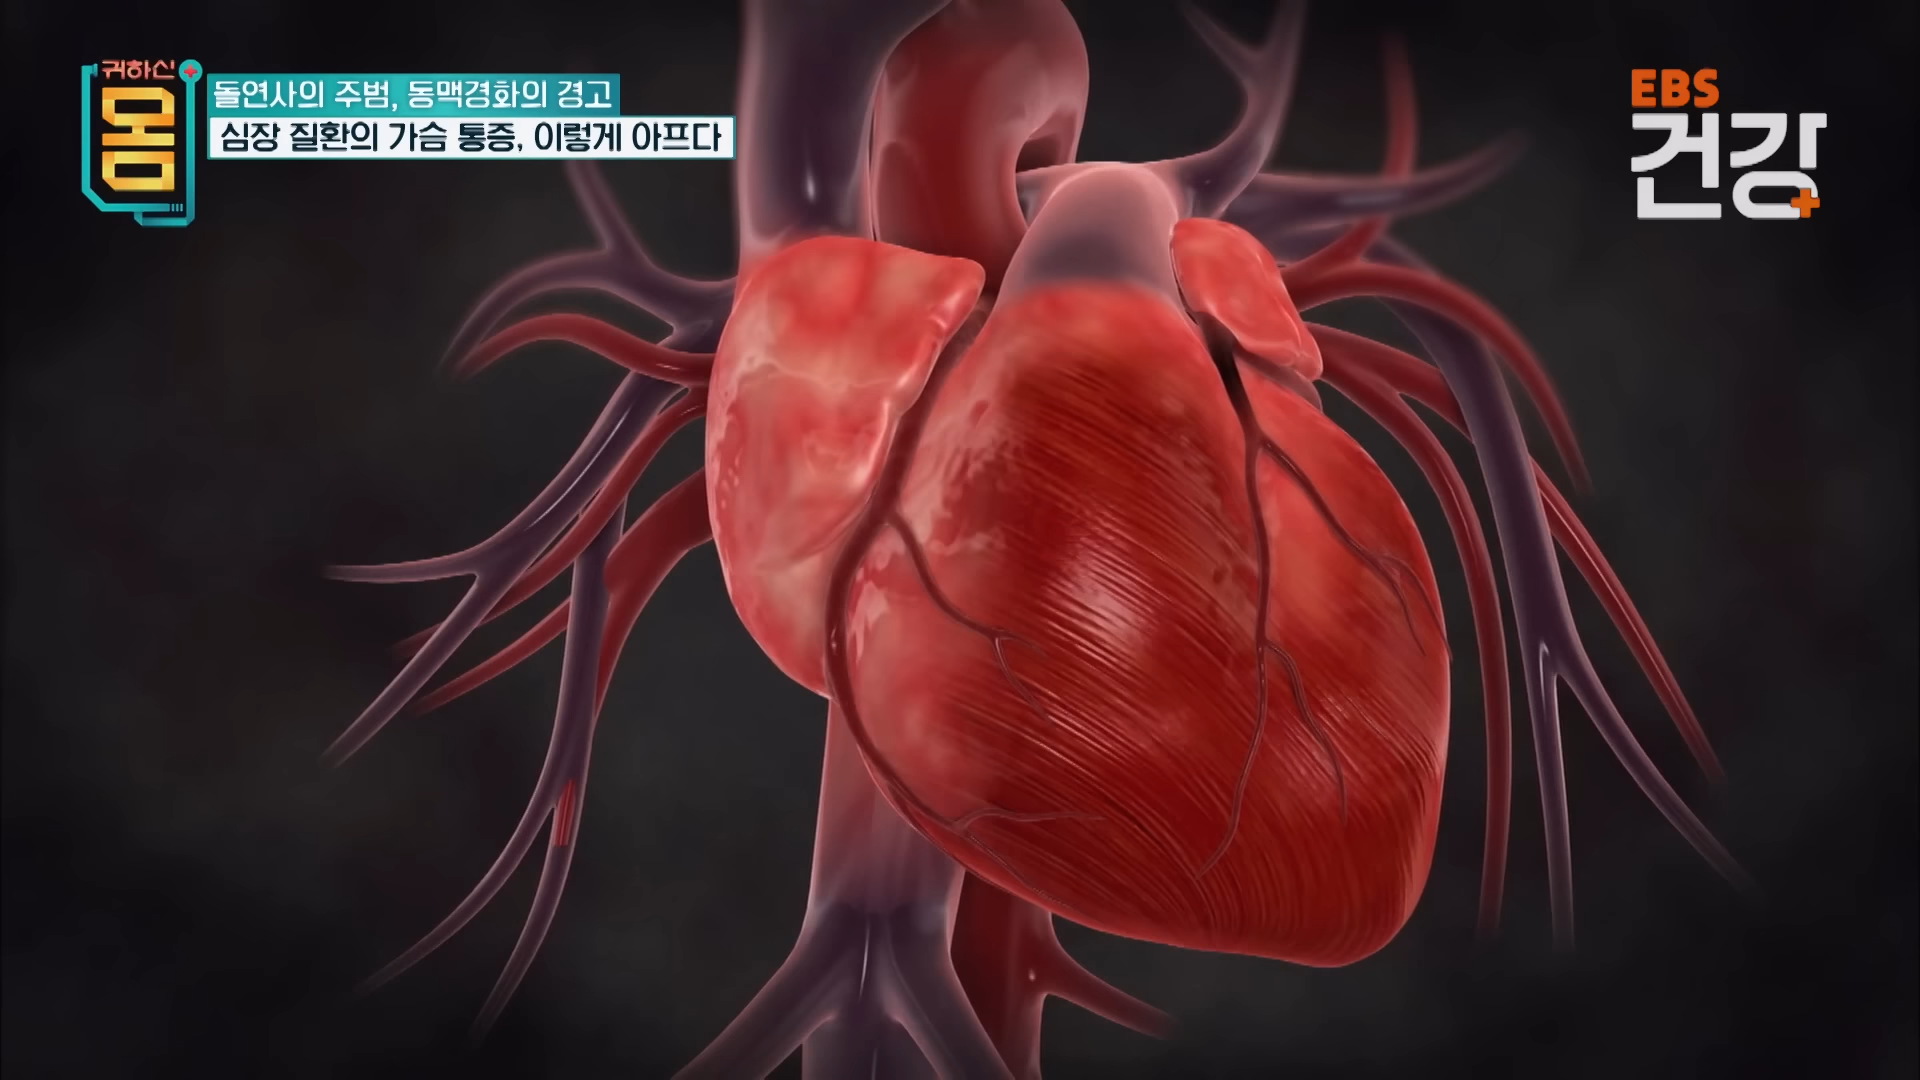 귀하신
몸
돌연사의 주범, 동맥경화의 경고
심장 질환의 가슴 통증, 이렇게 아프다
EBS
건강